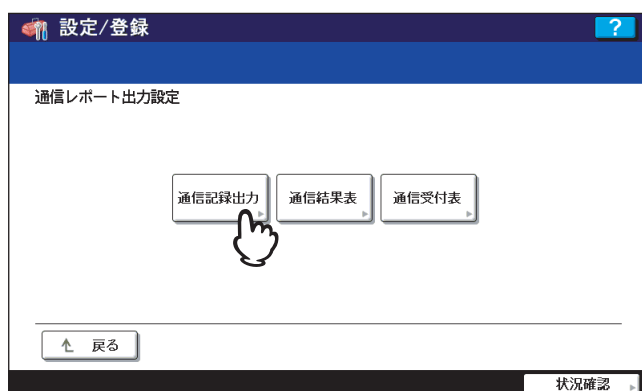 設定/登録
?
通信レポート出力設定
通信記録出力
通信結果表
通信受付表
戻る
状況確認